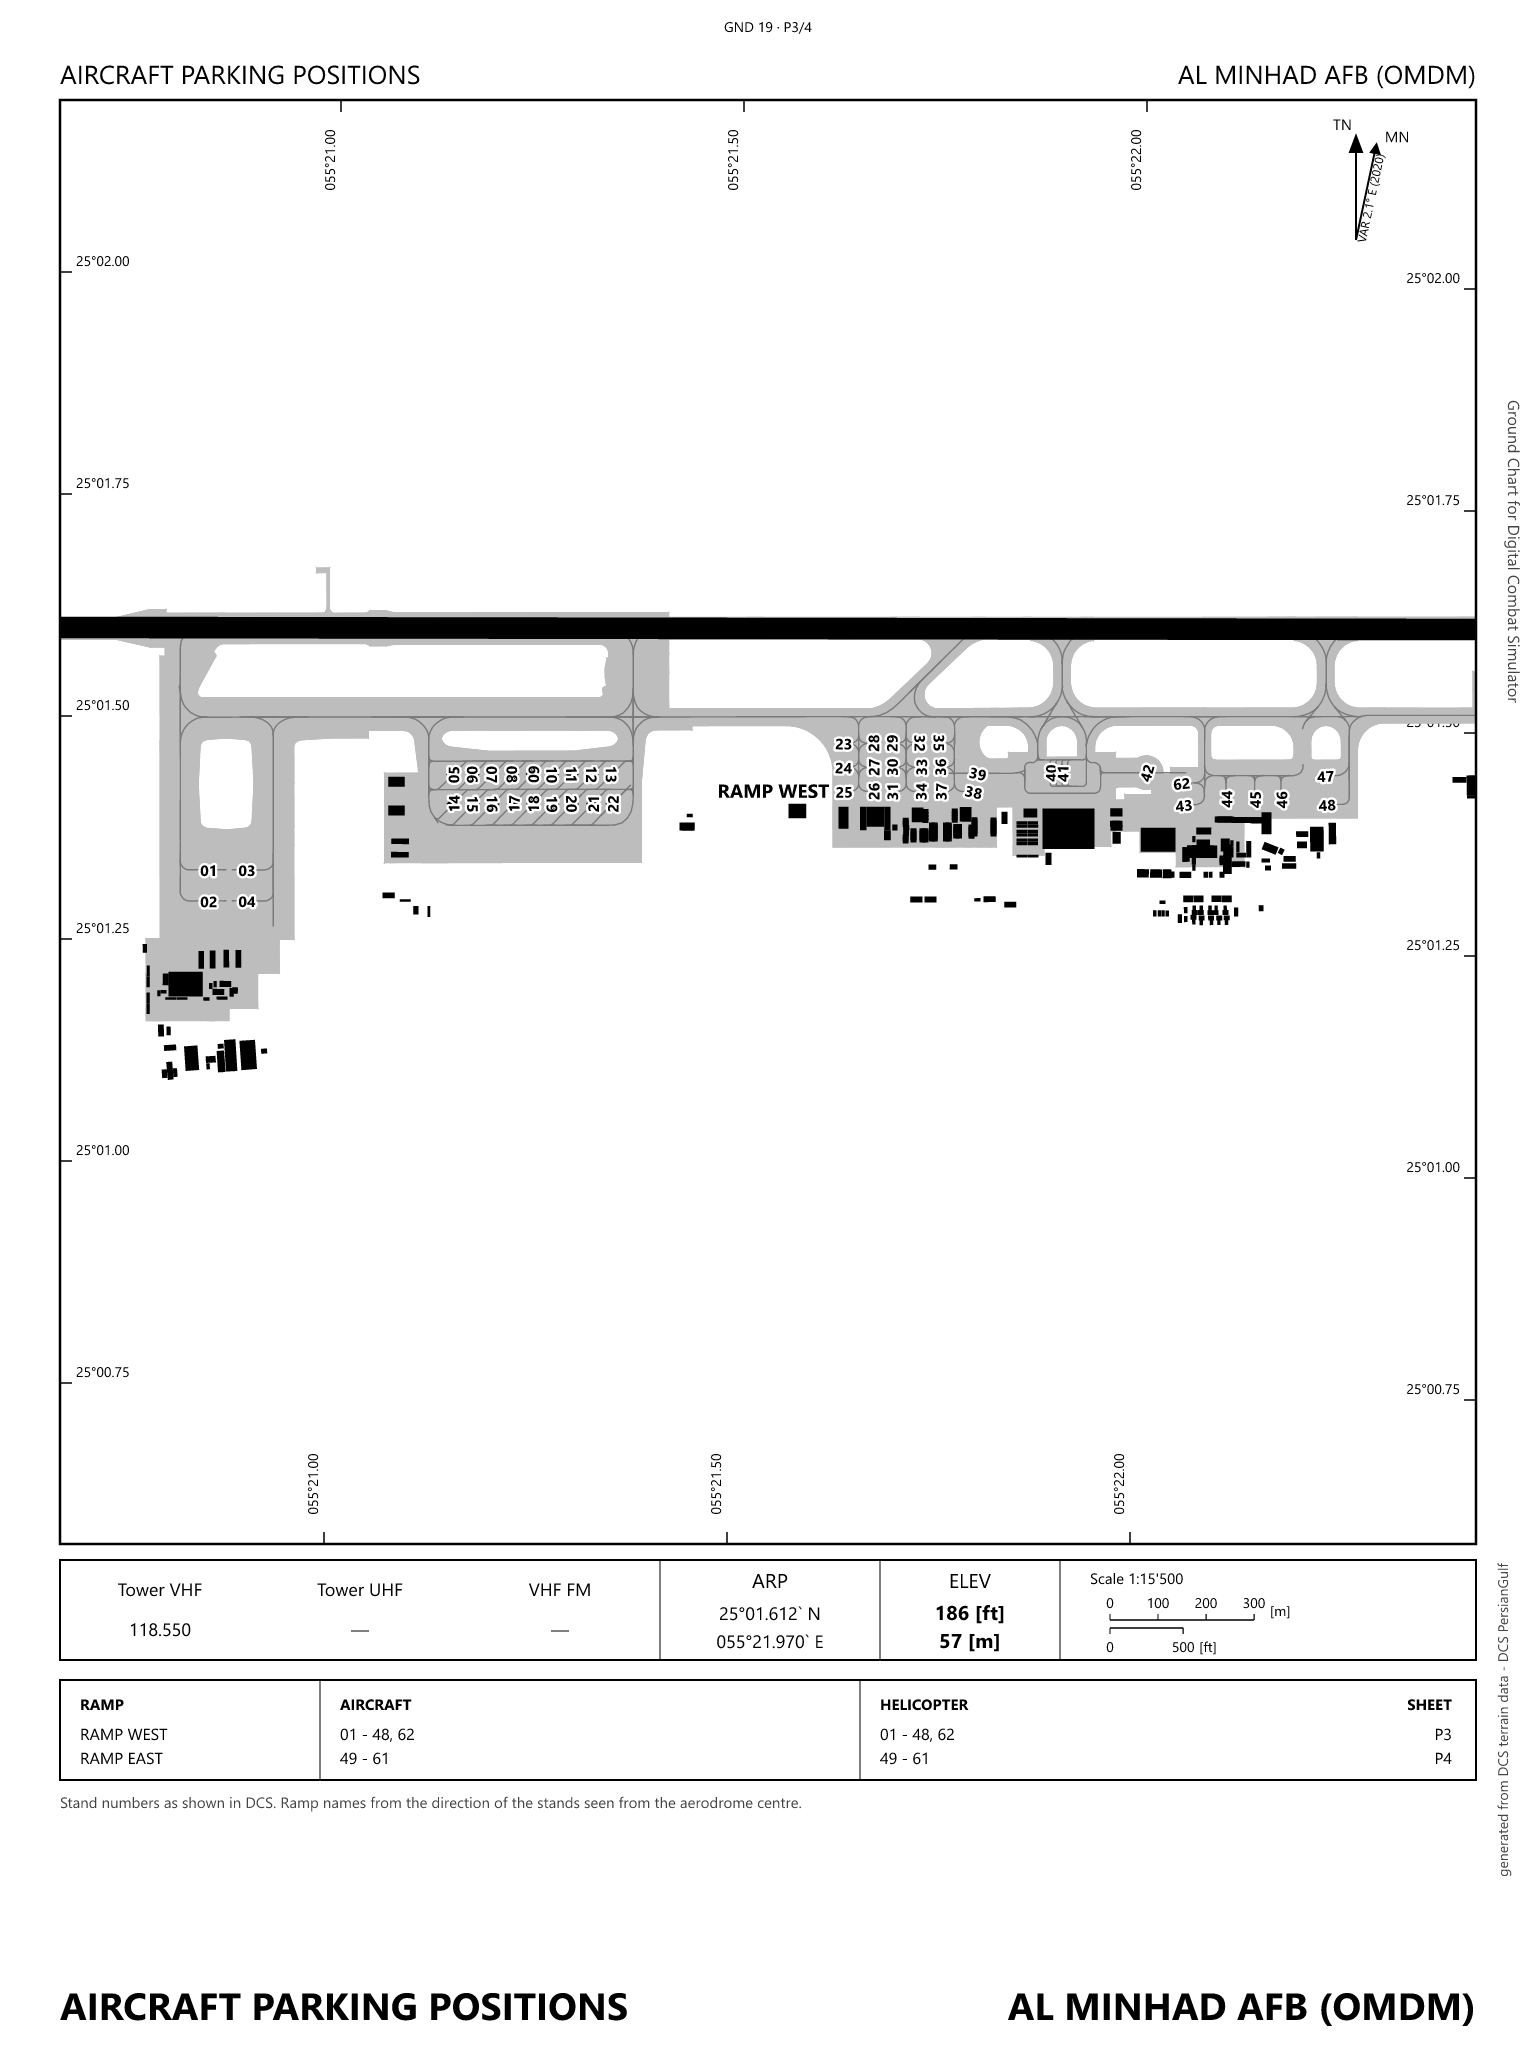 GND 19 · P3/4
AIRCRAFT PARKING POSITIONS
AL MINHAD AFB (OMDM)
055°21.00
055°21.50
055°22.00
TN
MN
VAR 2.1° E (2020)
25°02.00
25°02.00
25°01.75
25°01.75
25°01.50
25°01.50
23 28 29 32 35
24 27 30 33 36 39
25 26 31 34 37 38
40 41 42 62 43
44 45 46 47 48
RAMP WEST
05 06 07 08 09 10 11 12 13
14 15 16 17 18 19 20 21 22
01 03
02 04
25°01.25
25°01.25
25°01.00
25°01.00
25°00.75
25°00.75
055°21.00
055°21.50
055°22.00
Ground Chart for Digital Combat Simulator
Tower VHF
118.550
Tower UHF
—
VHF FM
—
ARP
25°01.612` N
055°21.970` E
ELEV
186 [ft]
57 [m]
Scale 1:15'500
0 100 200 300 [m]
0 500 [ft]
RAMP AIRCRAFT HELICOPTER SHEET
RAMP WEST 01 - 48, 62 01 - 48, 62 P3
RAMP EAST 49 - 61 49 - 61 P4
Stand numbers as shown in DCS. Ramp names from the direction of the stands seen from the aerodrome centre.
generated from DCS terrain data - DCS PersianGulf
AIRCRAFT PARKING POSITIONS
AL MINHAD AFB (OMDM)